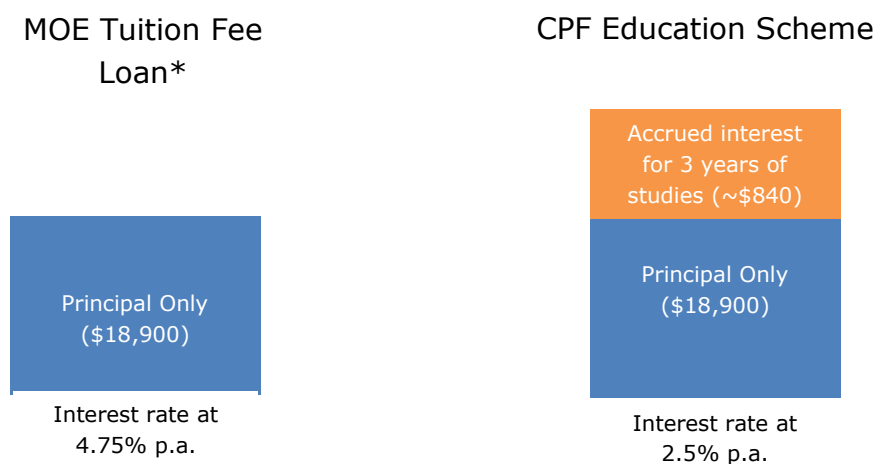 MOE Tuition Fee
Loan*
Principal Only
($18,900)
Interest rate at
4.75% p.a.
CPF Education Scheme
Accrued interest
for 3 years of
studies (~$840)
Principal Only
($18,900)
Interest rate at
2.5% p.a.